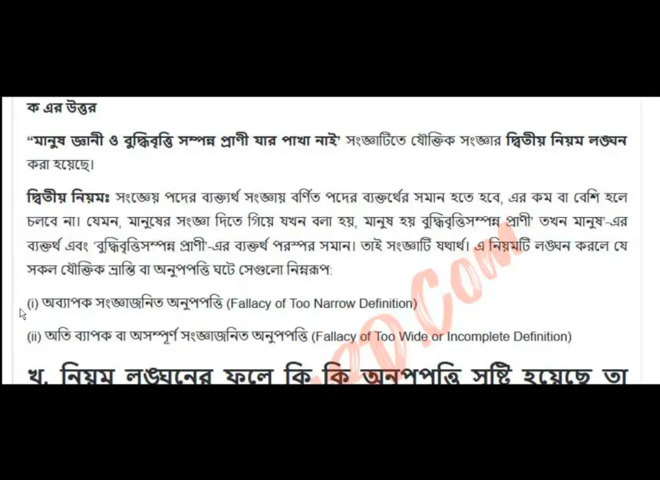 ক এর উত্তর
“মানুষ জ্ঞানী ও বুদ্ধিবৃত্তি সম্পন্ন প্রাণী যার পাখা নাই’ সংজ্ঞাটিতে যৌক্তিক সংজ্ঞার দ্বিতীয় নিয়ম লঙ্ঘন
করা হয়েছে।
দ্বিতীয় নিয়মঃ সংজ্ঞেয় পদের ব্যক্ত্যর্থ সংজ্ঞায় বর্ণিত পদের ব্যক্তর্থের সমান হতে হবে, এর কম বা বেশি হলে
চলবে না। যেমন, মানুষের সংজ্ঞা দিতে গিয়ে যখন বলা হয়, মানুষ হয় বুদ্ধিবৃত্তিসম্পন্ন প্রাণী’ তখন মানুষ’-এর
ব্যক্তর্থ এবং ‘বুদ্ধিবৃত্তিসম্পন্ন প্রাণী’-এর ব্যক্তর্থ পরস্পর সমান। তাই সংজ্ঞাটি যথার্থ। এ নিয়মটি লঙ্ঘন করলে যে
সকল যৌক্তিক ভ্রান্তি বা অনুপপত্তি ঘটে সেগুলো নিম্নরূপ:
(i) অব্যাপক সংজ্ঞাজনিত অনুপপত্তি (Fallacy of Too Narrow Definition)
(ii) অতি ব্যাপক বা অসম্পূর্ণ সংজ্ঞাজনিত অনুপপত্তি (Fallacy of Too Wide or Incomplete Definition)
খ. নিয়ম লঙ্ঘনের ফলে কি কি অনুপপত্তি সৃষ্টি হয়েছে তা